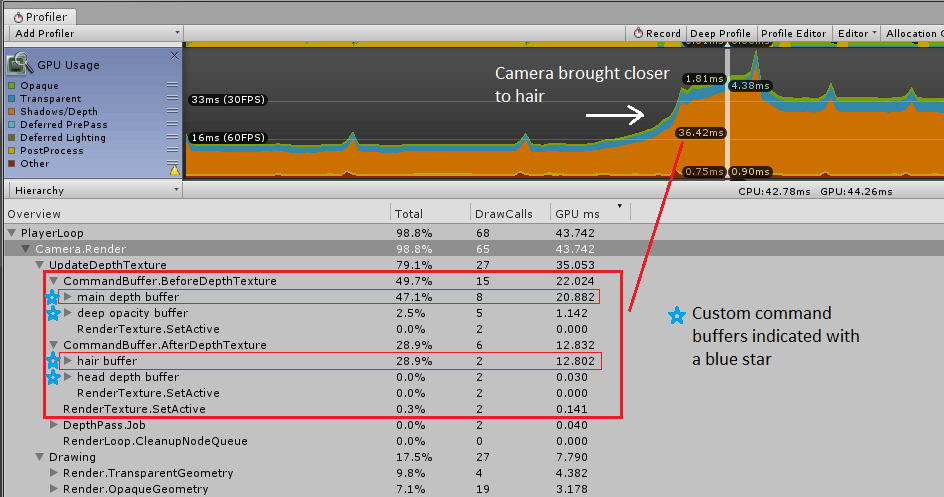 Profiler
Add Profiler
Record Deep Profile Profile Editor Editor Allocation C
GPU Usage
Opaque
Transparent
Shadows/Depth
Deferred PrePass
Deferred Lighting
PostProcess
Other
33ms (30FPS)
16ms (60FPS)
Camera brought closer
to hair
1.81ms
4.38ms
36.42ms
0.75ms 0.90ms
Hierarchy
CPU:42.78ms GPU:44.26ms
Overview Total DrawCalls GPU ms
PlayerLoop 98.8% 68 43.742
Camera.Render 98.8% 65 43.742
UpdateDepthTexture 79.1% 27 35.053
CommandBuffer.BeforeDepthTexture 49.7% 15 22.024
main depth buffer 47.1% 8 20.882
deep opacity buffer 2.5% 5 1.142
RenderTexture.SetActive 0.0% 2 0.000
CommandBuffer.AfterDepthTexture 28.9% 6 12.832
hair buffer 28.9% 2 12.802
head depth buffer 0.0% 2 0.030
RenderTexture.SetActive 0.0% 2 0.000
RenderTexture.SetActive 0.3% 2 0.141
DepthPass.Job 0.0% 2 0.040
RenderLoop.CleanupNodeQueue 0.0% 0 0.000
Drawing 17.5% 27 7.790
Render.TransparentGeometry 9.8% 4 4.382
Render.OpaqueGeometry 7.1% 19 3.178
Custom command
buffers indicated with
a blue star